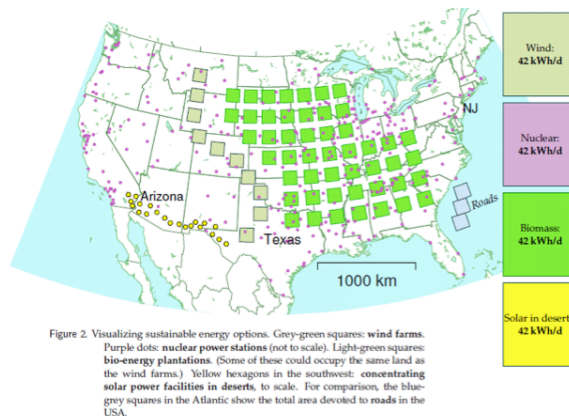 Wind:
42 kWh/d
NJ
Nuclear:
42 kWh/d
Arizona
Roads
Texas
Biomass:
42 kWh/d
1000 km
Solar in desert
42 kWh/d
Figure 2. Visualizing sustainable energy options. Grey-green squares: wind farms.
Purple dots: nuclear power stations (not to scale). Light-green squares:
bio-energy plantations. (Some of these could occupy the same land as
the wind farms.) Yellow hexagons in the southwest: concentrating
solar power facilities in deserts, to scale. For comparison, the blue-
grey squares in the Atlantic show the total area devoted to roads in the
USA.